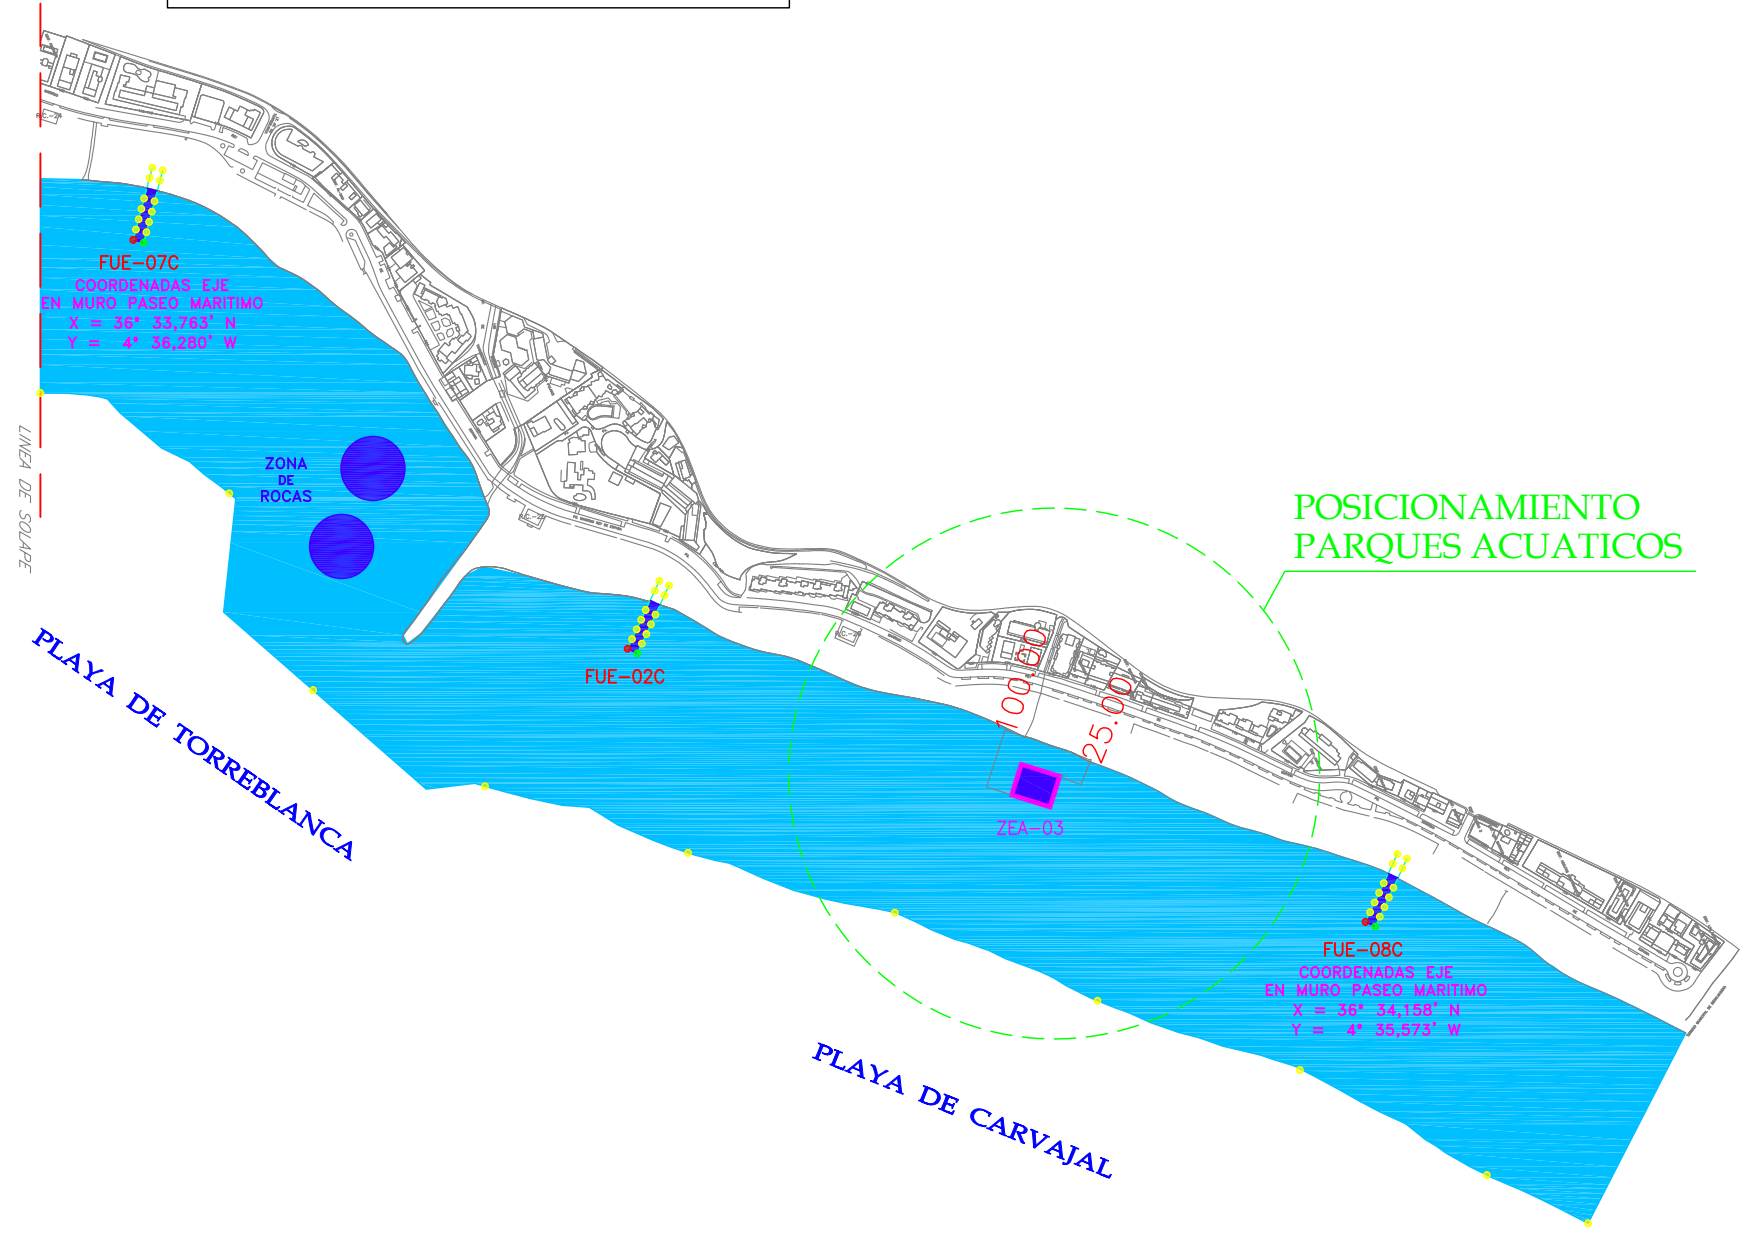 FUE-07C
COORDENADAS EJE
EN MURO PASEO MARITIMO
X = 36° 33,763' N
Y = 4° 36,280' W
LINEA DE SOLAPE
ZONA
DE
ROCAS
POSICIONAMIENTO
PARQUES ACUATICOS
PLAYA DE TORREBLANCA
FUE-02C
100.00
25.00
ZEA-03
FUE-08C
COORDENADAS EJE
EN MURO PASEO MARITIMO
X = 36° 34,158' N
Y = 4° 35,573' W
PLAYA DE CARVAJAL